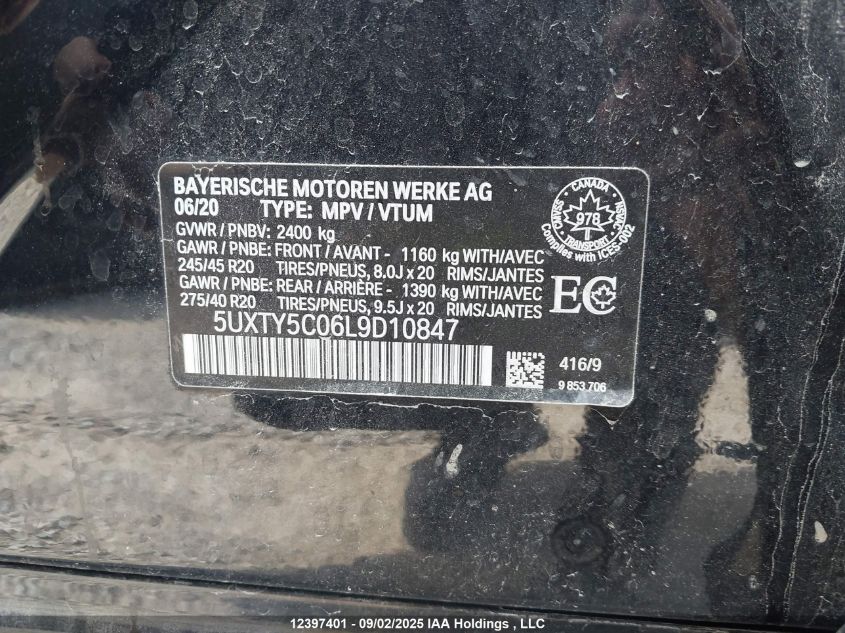 BAYERISCHE MOTOREN WERKE AG
06/20 TYPE: MPV / VTUM
GVWR / PNBV: 2400 kg
GAWR / PNBE: FRONT / AVANT - 1160 kg WITH/AVEC
245/45 R20 TIRES/PNEUS, 8.0J x 20 RIMS/JANTES
GAWR / PNBE: REAR / ARRIÈRE - 1390 kg WITH/AVEC
275/40 R20 TIRES/PNEUS, 9.5J x 20 RIMS/JANTES
5UXTY5C06L9D10847
CANADA
CMVSS NSVAC
978
TRANSPORT
Complies with ICES-002
EC
416/9
9 853 706
12397401 - 09/02/2025 IAA Holdings , LLC